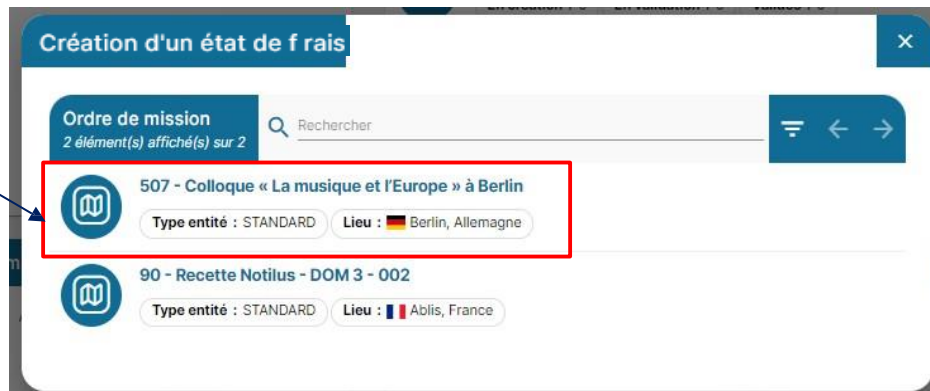 Création d'un état de f rais
Ordre de mission
2 élément(s) affiché(s) sur 2
Rechercher
507 - Colloque « La musique et l'Europe » à Berlin
Type entité : STANDARD Lieu : Berlin, Allemagne
90 - Recette Notilus - DOM 3 - 002
Type entité : STANDARD Lieu : Ablis, France